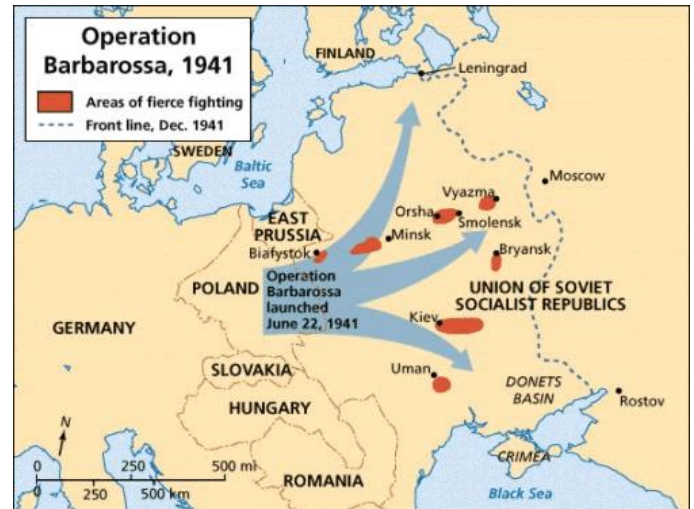 Operation
Barbarossa, 1941
Areas of fierce fighting
Front line, Dec. 1941
FINLAND
Leningrad
SWEDEN
Baltic
Sea
Moscow
Vyazma
Orsha
Smolensk
EAST
PRUSSIA
Minsk
Białystok
Bryansk
Operation
Barbarossa
launched
June 22, 1941
POLAND
UNION OF SOVIET
SOCIALIST REPUBLICS
GERMANY
Kiev
SLOVAKIA
Uman
DONETS
BASIN
Rostov
HUNGARY
N
CRIMEA
0 250 500 mi
0 250 500 km
ROMANIA
Black Sea